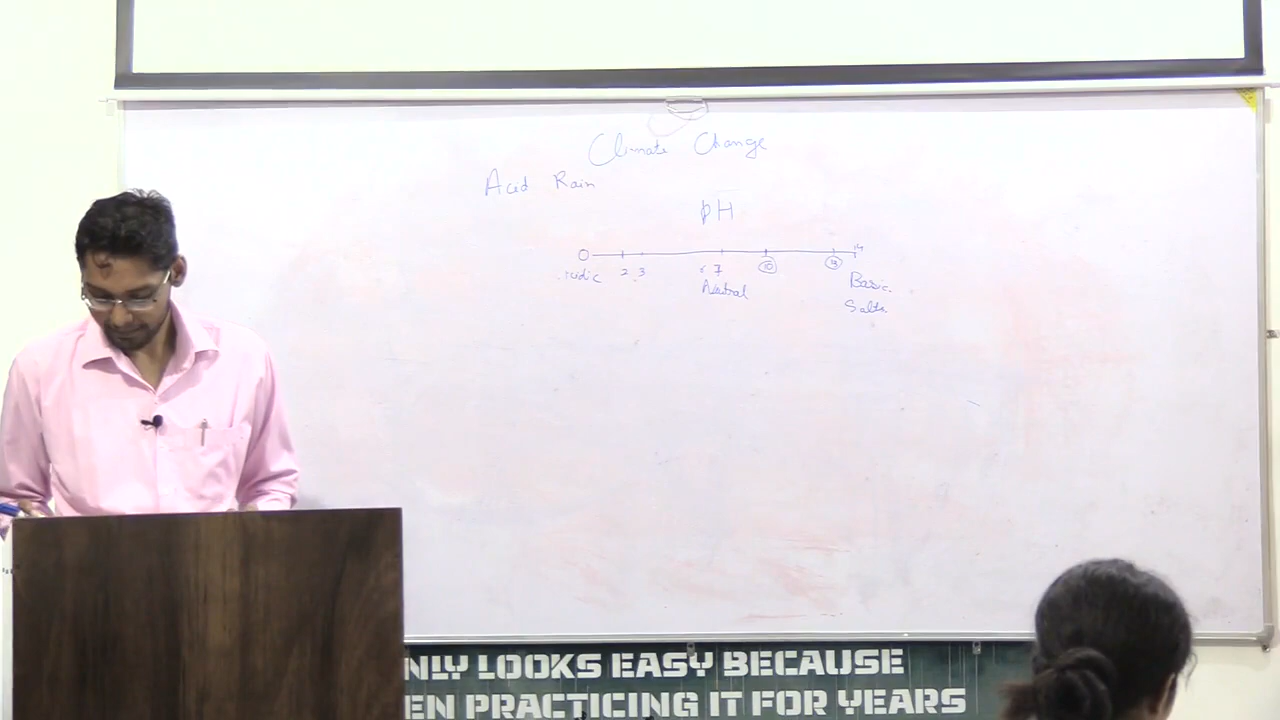 Climate Change
Acid Rain
pH
0 2 3 7 10 13 14
Neutral
Basic
Salts
NLY LOOKS EASY BECAUSE
EN PRACTICING IT FOR YEARS